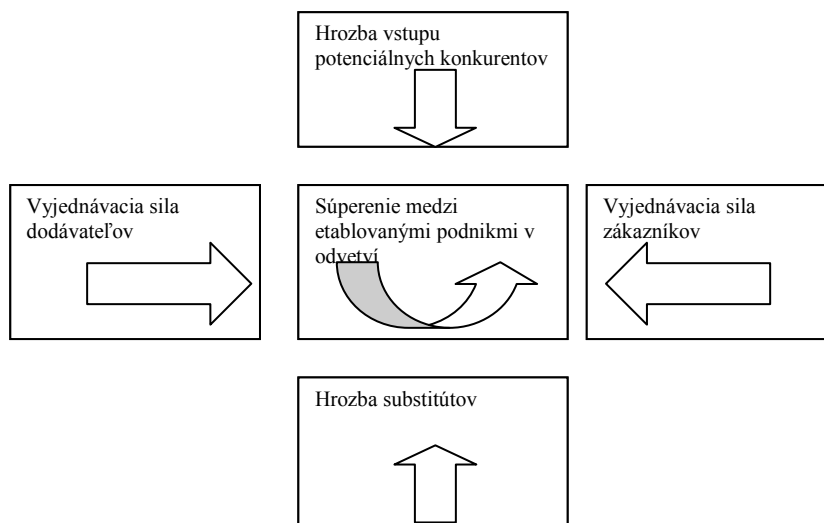 Hrozba vstupu
potenciálnych konkurentov
Vyjednávacia sila
dodávateľov
Súperenie medzi
etablovanými podnikmi v
odvetví
Vyjednávacia sila
zákazníkov
Hrozba substitútov